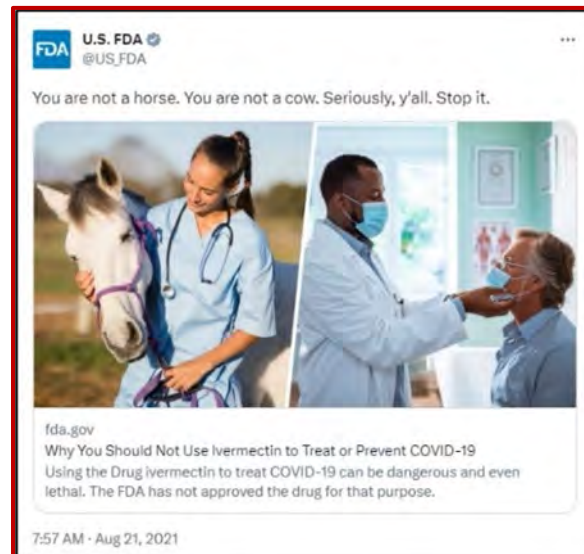 FDA
U.S. FDA
@US_FDA
You are not a horse. You are not a cow. Seriously, y'all. Stop it.
fda.gov
Why You Should Not Use Ivermectin to Treat or Prevent COVID-19
Using the Drug ivermectin to treat COVID-19 can be dangerous and even
lethal. The FDA has not approved the drug for that purpose.
7:57 AM · Aug 21, 2021